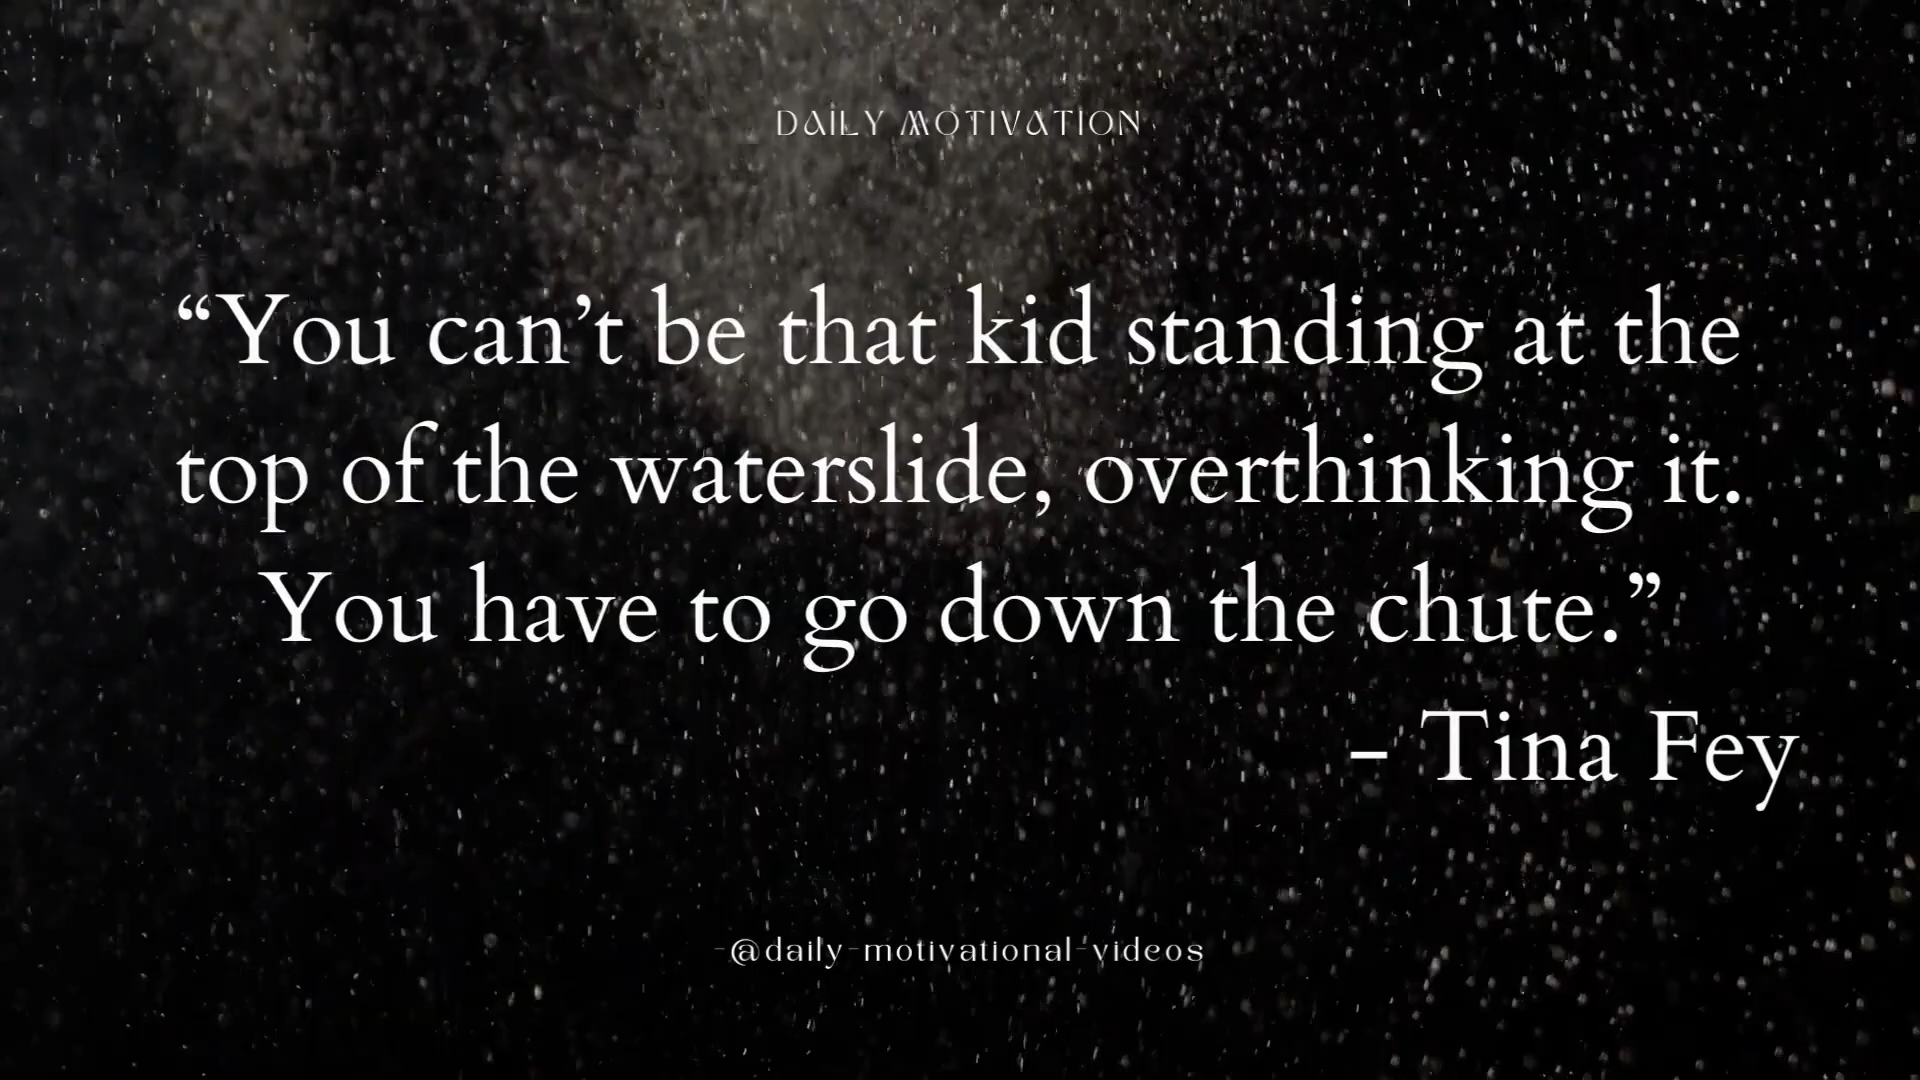 DAILY MOTIVATION
“You can’t be that kid standing at the
top of the waterslide, overthinking it.
You have to go down the chute.”
- Tina Fey
-@daily-motivational-videos